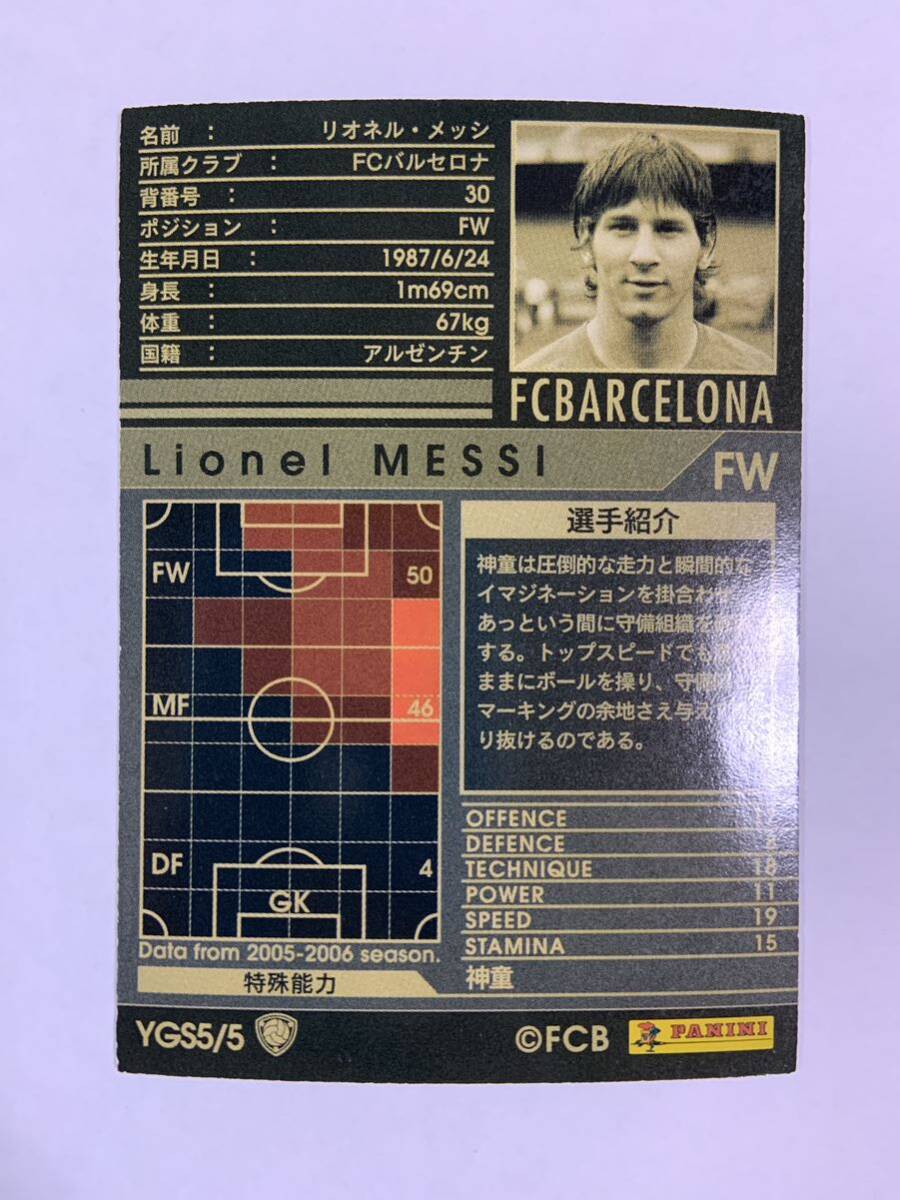 名前 : リオネル・メッシ
所属クラブ : FCバルセロナ
背番号 : 30
ポジション : FW
生年月日 : 1987/6/24
身長 : 1m69cm
体重 : 67kg
国籍 : アルゼンチン
FCBARCELONA
Lionel MESSI
FW
FW 50
MF 46
DF 4
GK
Data from 2005-2006 season.
特殊能力
選手紹介
神童は圧倒的な走力と瞬間的な
イマジネーションを掛合わせ
あっという間に守備組織を
する。トップスピードでも
ままにボールを操り、守備
マーキングの余地さえ与え
り抜けるのである。
OFFENCE
DEFENCE
TECHNIQUE 18
POWER 11
SPEED 19
STAMINA 15
神童
YGS5/5
©FCB
PANINI